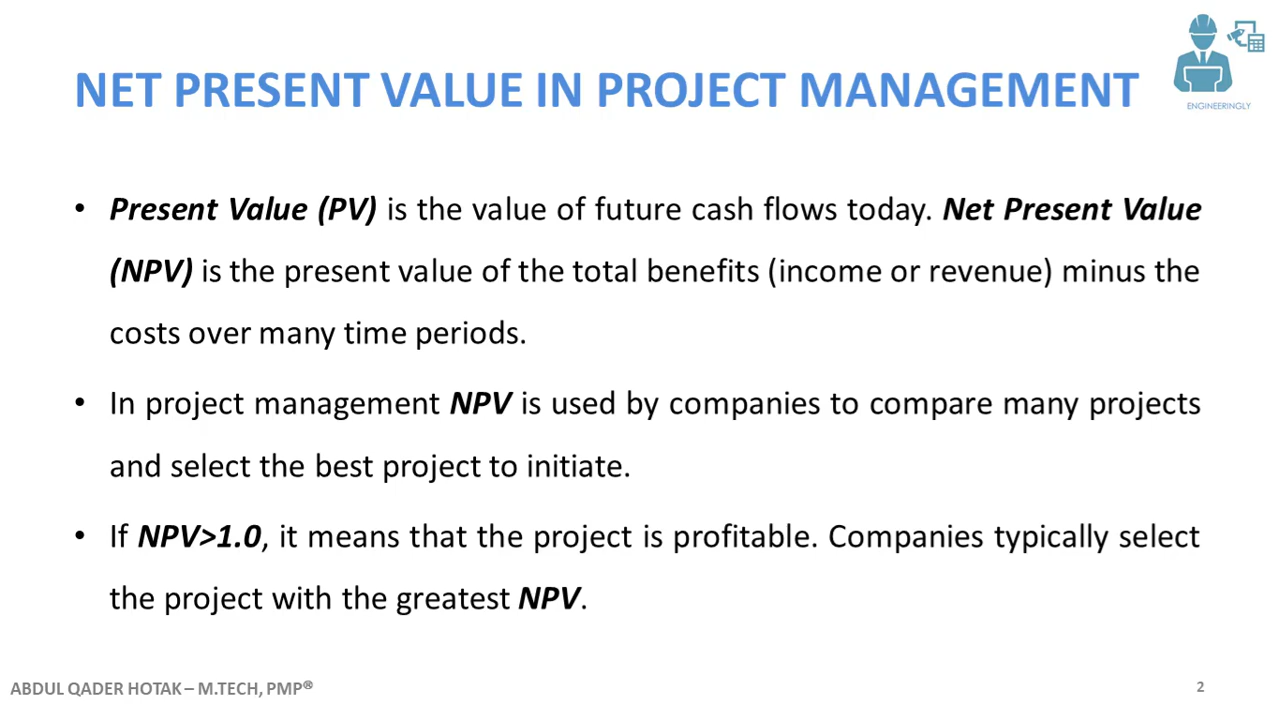 NET PRESENT VALUE IN PROJECT MANAGEMENT
ENGINEERINGLY
• Present Value (PV) is the value of future cash flows today. Net Present Value
(NPV) is the present value of the total benefits (income or revenue) minus the
costs over many time periods.
• In project management NPV is used by companies to compare many projects
and select the best project to initiate.
• If NPV>1.0, it means that the project is profitable. Companies typically select
the project with the greatest NPV.
ABDUL QADER HOTAK – M.TECH, PMP®
2